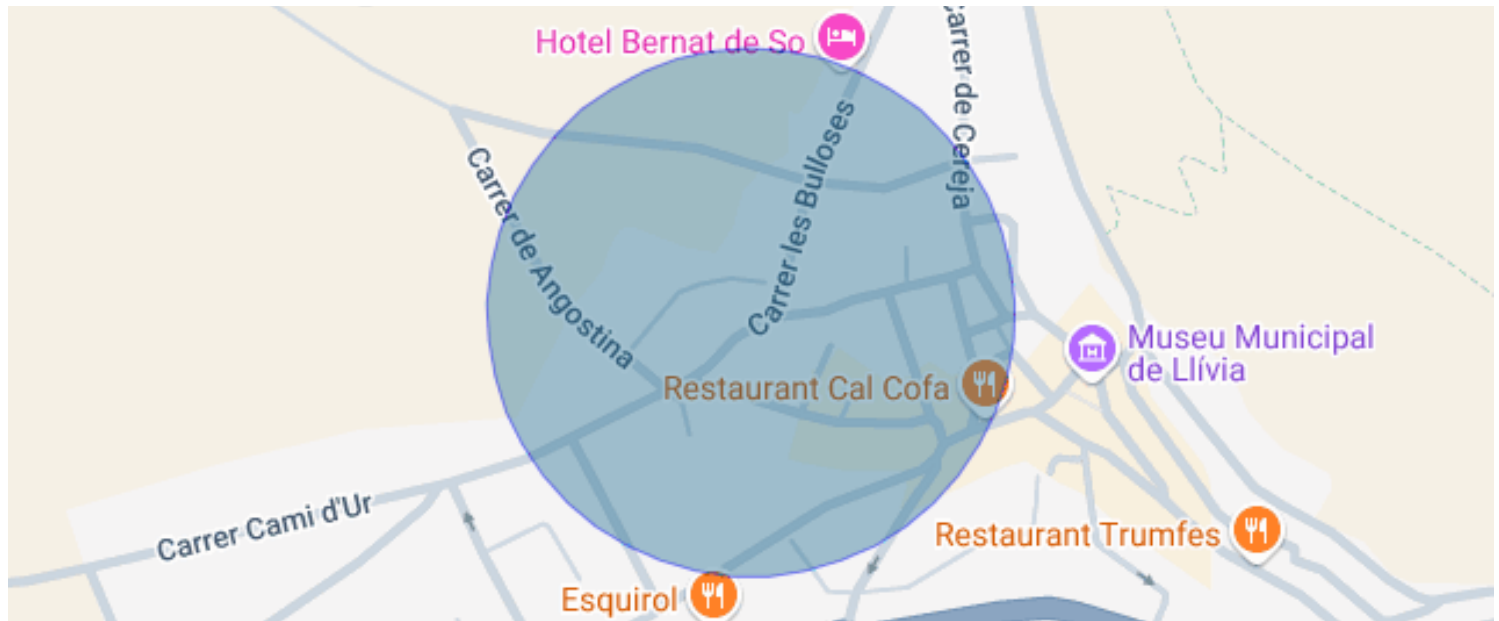 Hotel Bernat de So
Carrer de Cereja
Carrer les Bulloses
Carrer de Angostina
Museu Municipal
de Llívia
Restaurant Cal Cofa
Carrer Cami d'Ur
Restaurant Trumfes
Esquirol